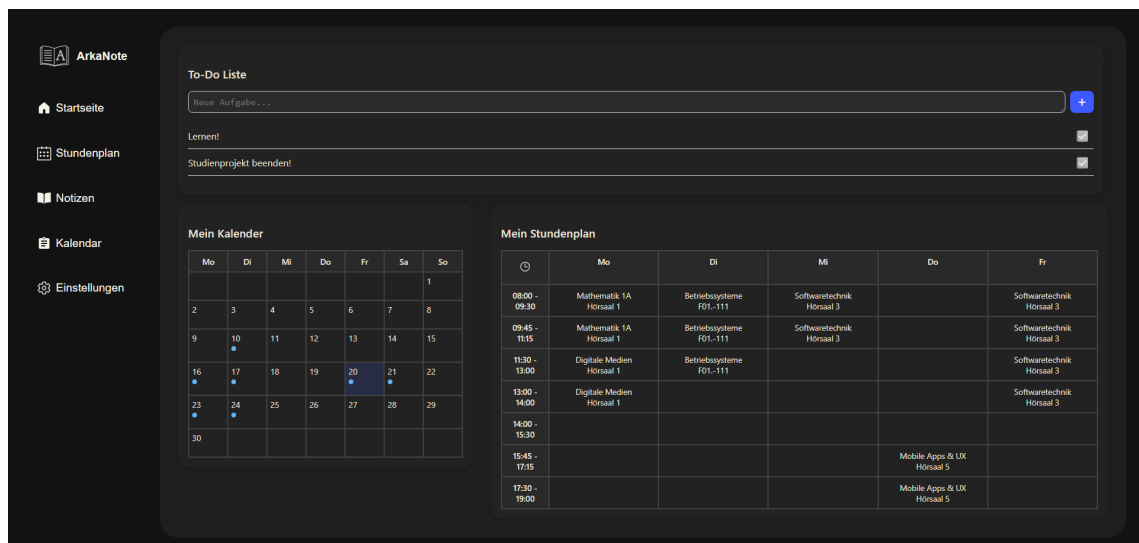 ArkaNote
Startseite
Stundenplan
Notizen
Kalendar
Einstellungen
To-Do Liste
Neue Aufgabe...
+
Lernen!
Studienprojekt beenden!
Mein Kalender
Mo Di Mi Do Fr Sa So
1
2 3 4 5 6 7 8
9 10 11 12 13 14 15
16 17 18 19 20 21 22
23 24 25 26 27 28 29
30
Mein Stundenplan
Mo Di Mi Do Fr
08:00 - Mathematik 1A Betriebssysteme Softwaretechnik Softwaretechnik
09:30 Hörsaal 1 F01.-111 Hörsaal 3 Hörsaal 3
09:45 - Mathematik 1A Betriebssysteme Softwaretechnik Softwaretechnik
11:15 Hörsaal 1 F01.-111 Hörsaal 3 Hörsaal 3
11:30 - Digitale Medien Betriebssysteme Softwaretechnik
13:00 Hörsaal 1 F01.-111 Hörsaal 3
13:00 - Digitale Medien Softwaretechnik
14:00 Hörsaal 1 Hörsaal 3
14:00 -
15:30
15:45 - Mobile Apps & UX
17:15 Hörsaal 5
17:30 - Mobile Apps & UX
19:00 Hörsaal 5